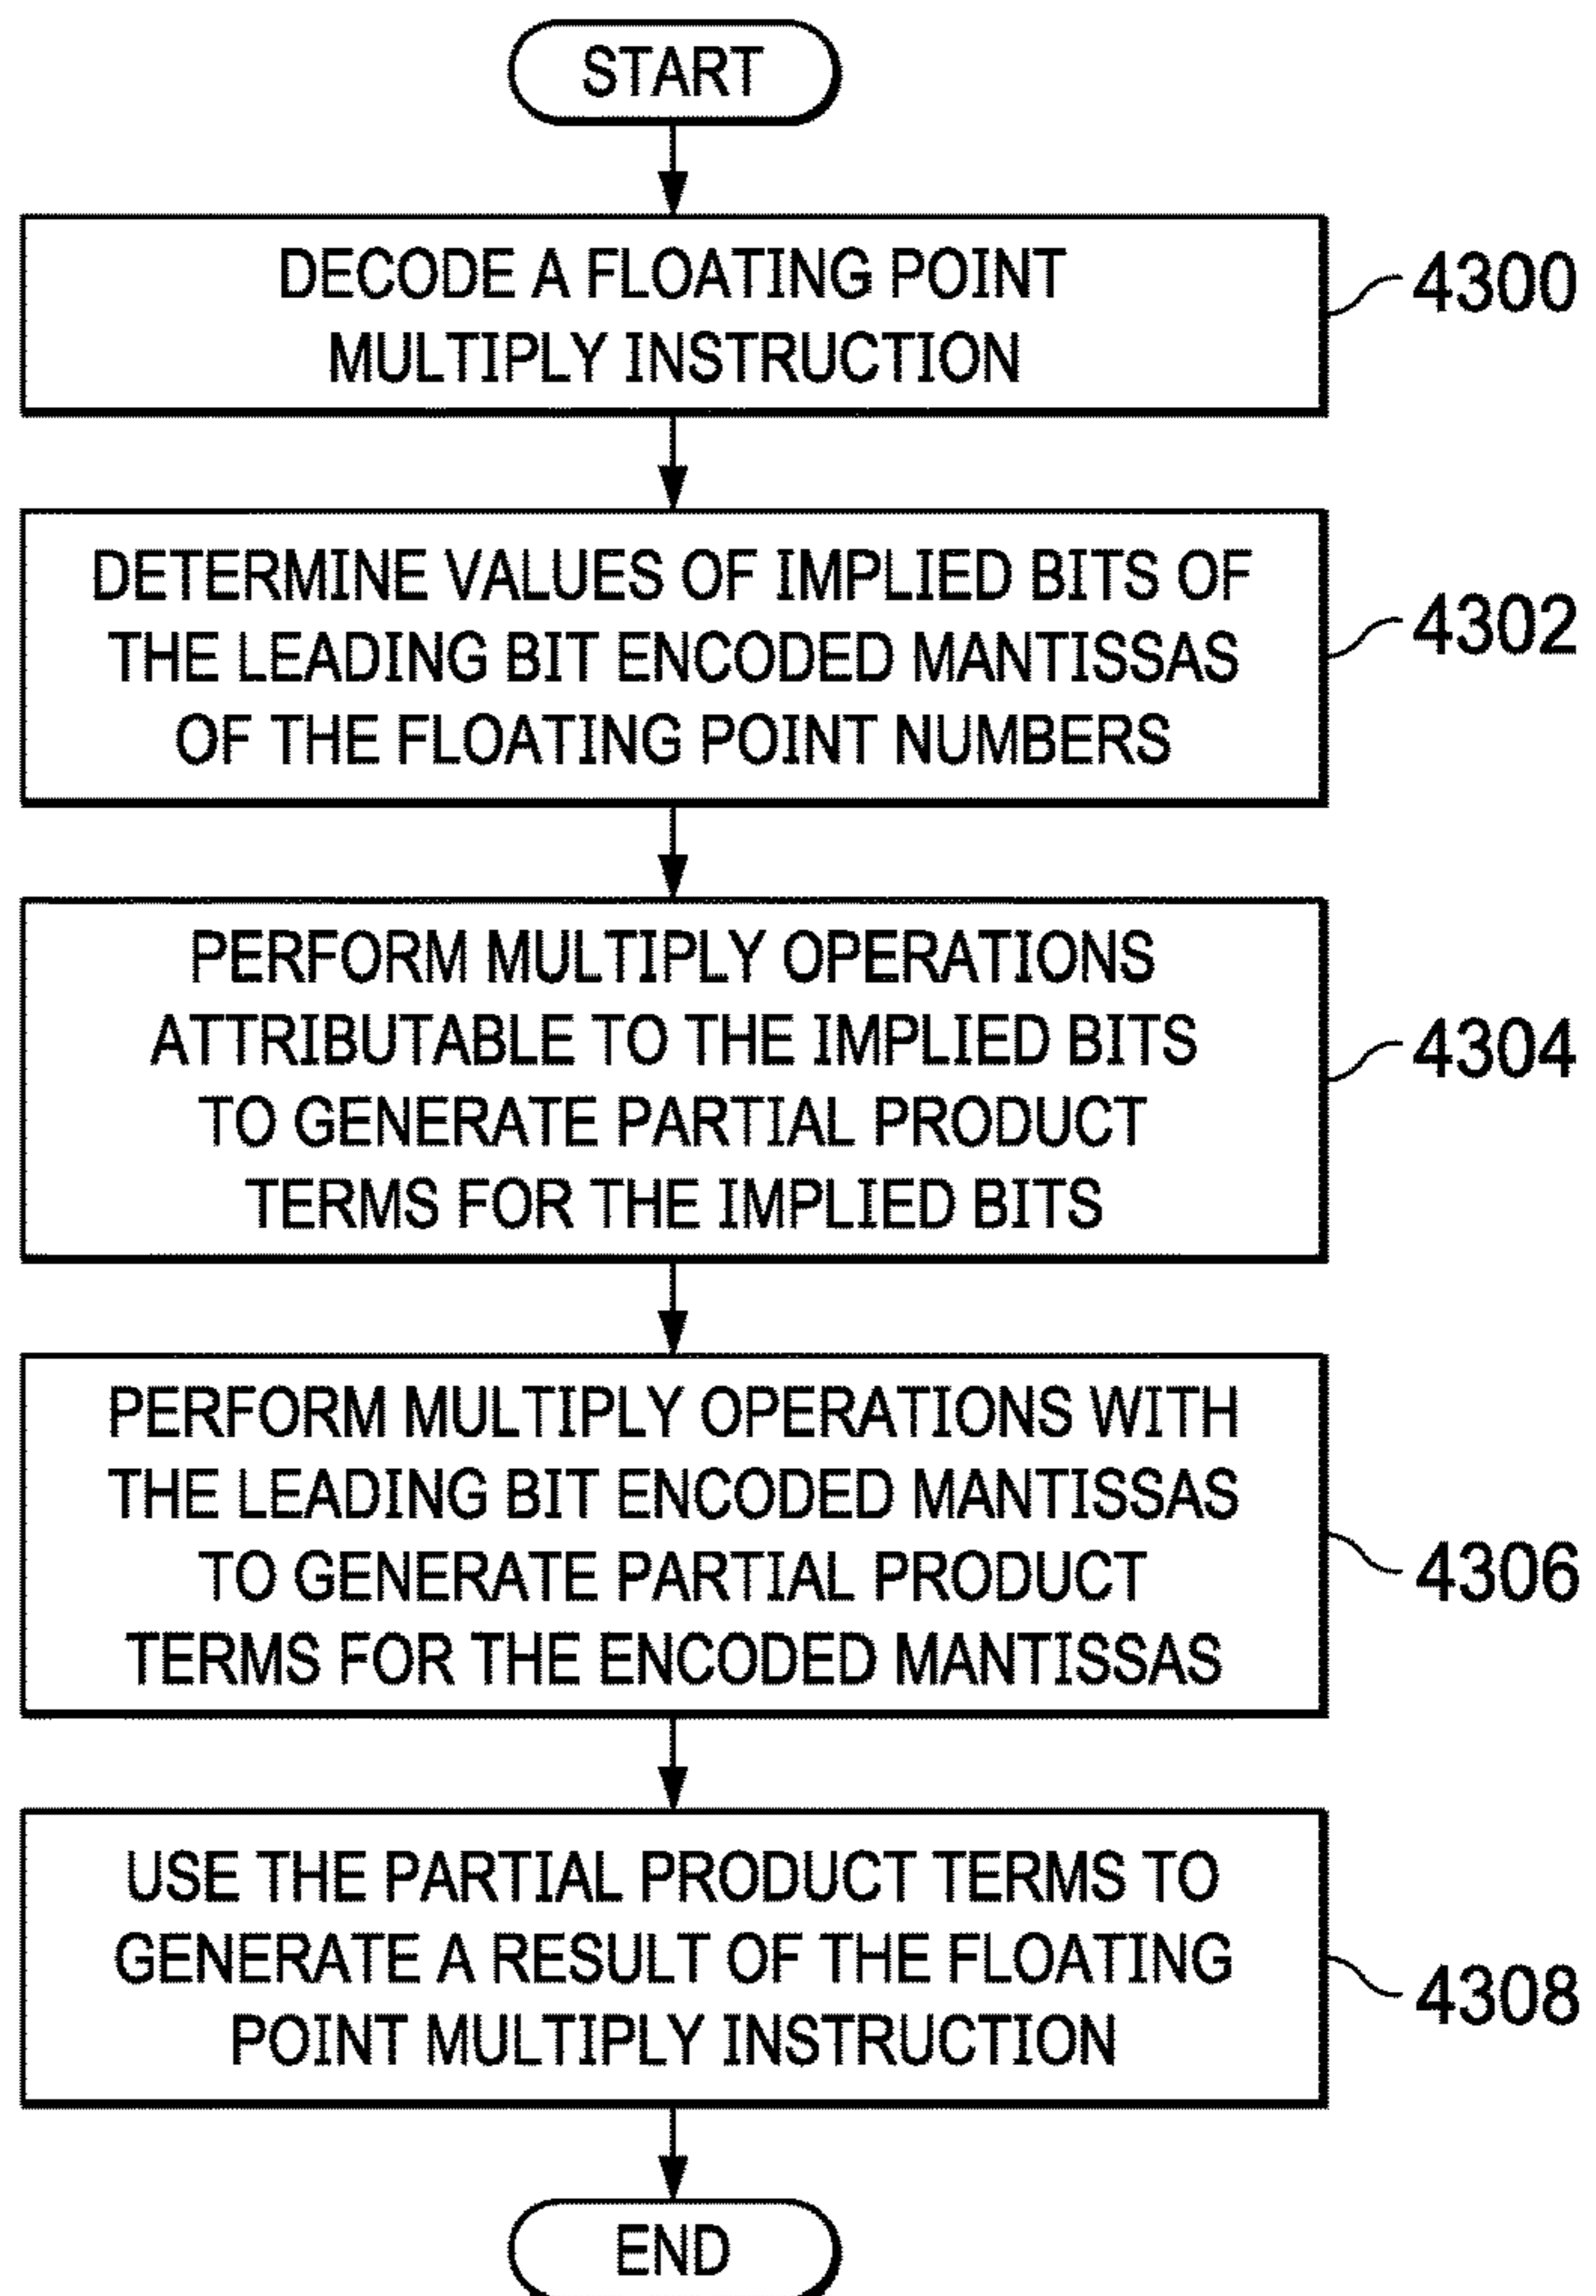 START
DECODE A FLOATING POINT
MULTIPLY INSTRUCTION
4300
DETERMINE VALUES OF IMPLIED BITS OF
THE LEADING BIT ENCODED MANTISSAS
OF THE FLOATING POINT NUMBERS
4302
PERFORM MULTIPLY OPERATIONS
ATTRIBUTABLE TO THE IMPLIED BITS
TO GENERATE PARTIAL PRODUCT
TERMS FOR THE IMPLIED BITS
4304
PERFORM MULTIPLY OPERATIONS WITH
THE LEADING BIT ENCODED MANTISSAS
TO GENERATE PARTIAL PRODUCT
TERMS FOR THE ENCODED MANTISSAS
4306
USE THE PARTIAL PRODUCT TERMS TO
GENERATE A RESULT OF THE FLOATING
POINT MULTIPLY INSTRUCTION
4308
END